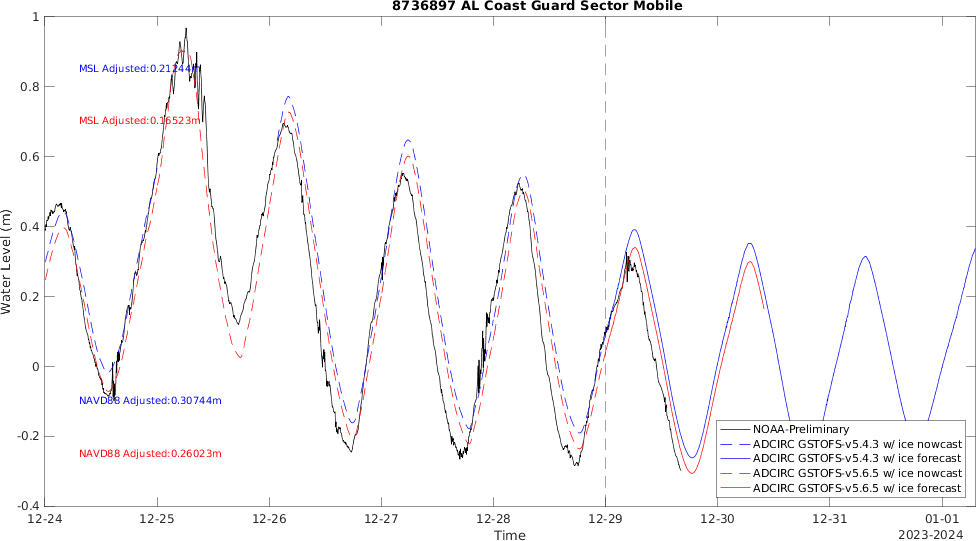 8736897 AL Coast Guard Sector Mobile
1
0.8
0.6
0.4
0.2
0
-0.2
-0.4
Water Level (m)
MSL Adjusted:0.21244m
MSL Adjusted:0.16523m
NAVD88 Adjusted:0.30744m
NAVD88 Adjusted:0.26023m
NOAA-Preliminary
ADCIRC GSTOFS-v5.4.3 w/ ice nowcast
ADCIRC GSTOFS-v5.4.3 w/ ice forecast
ADCIRC GSTOFS-v5.6.5 w/ ice nowcast
ADCIRC GSTOFS-v5.6.5 w/ ice forecast
12-24 12-25 12-26 12-27 12-28 12-29 12-30 12-31 01-01
Time
2023-2024